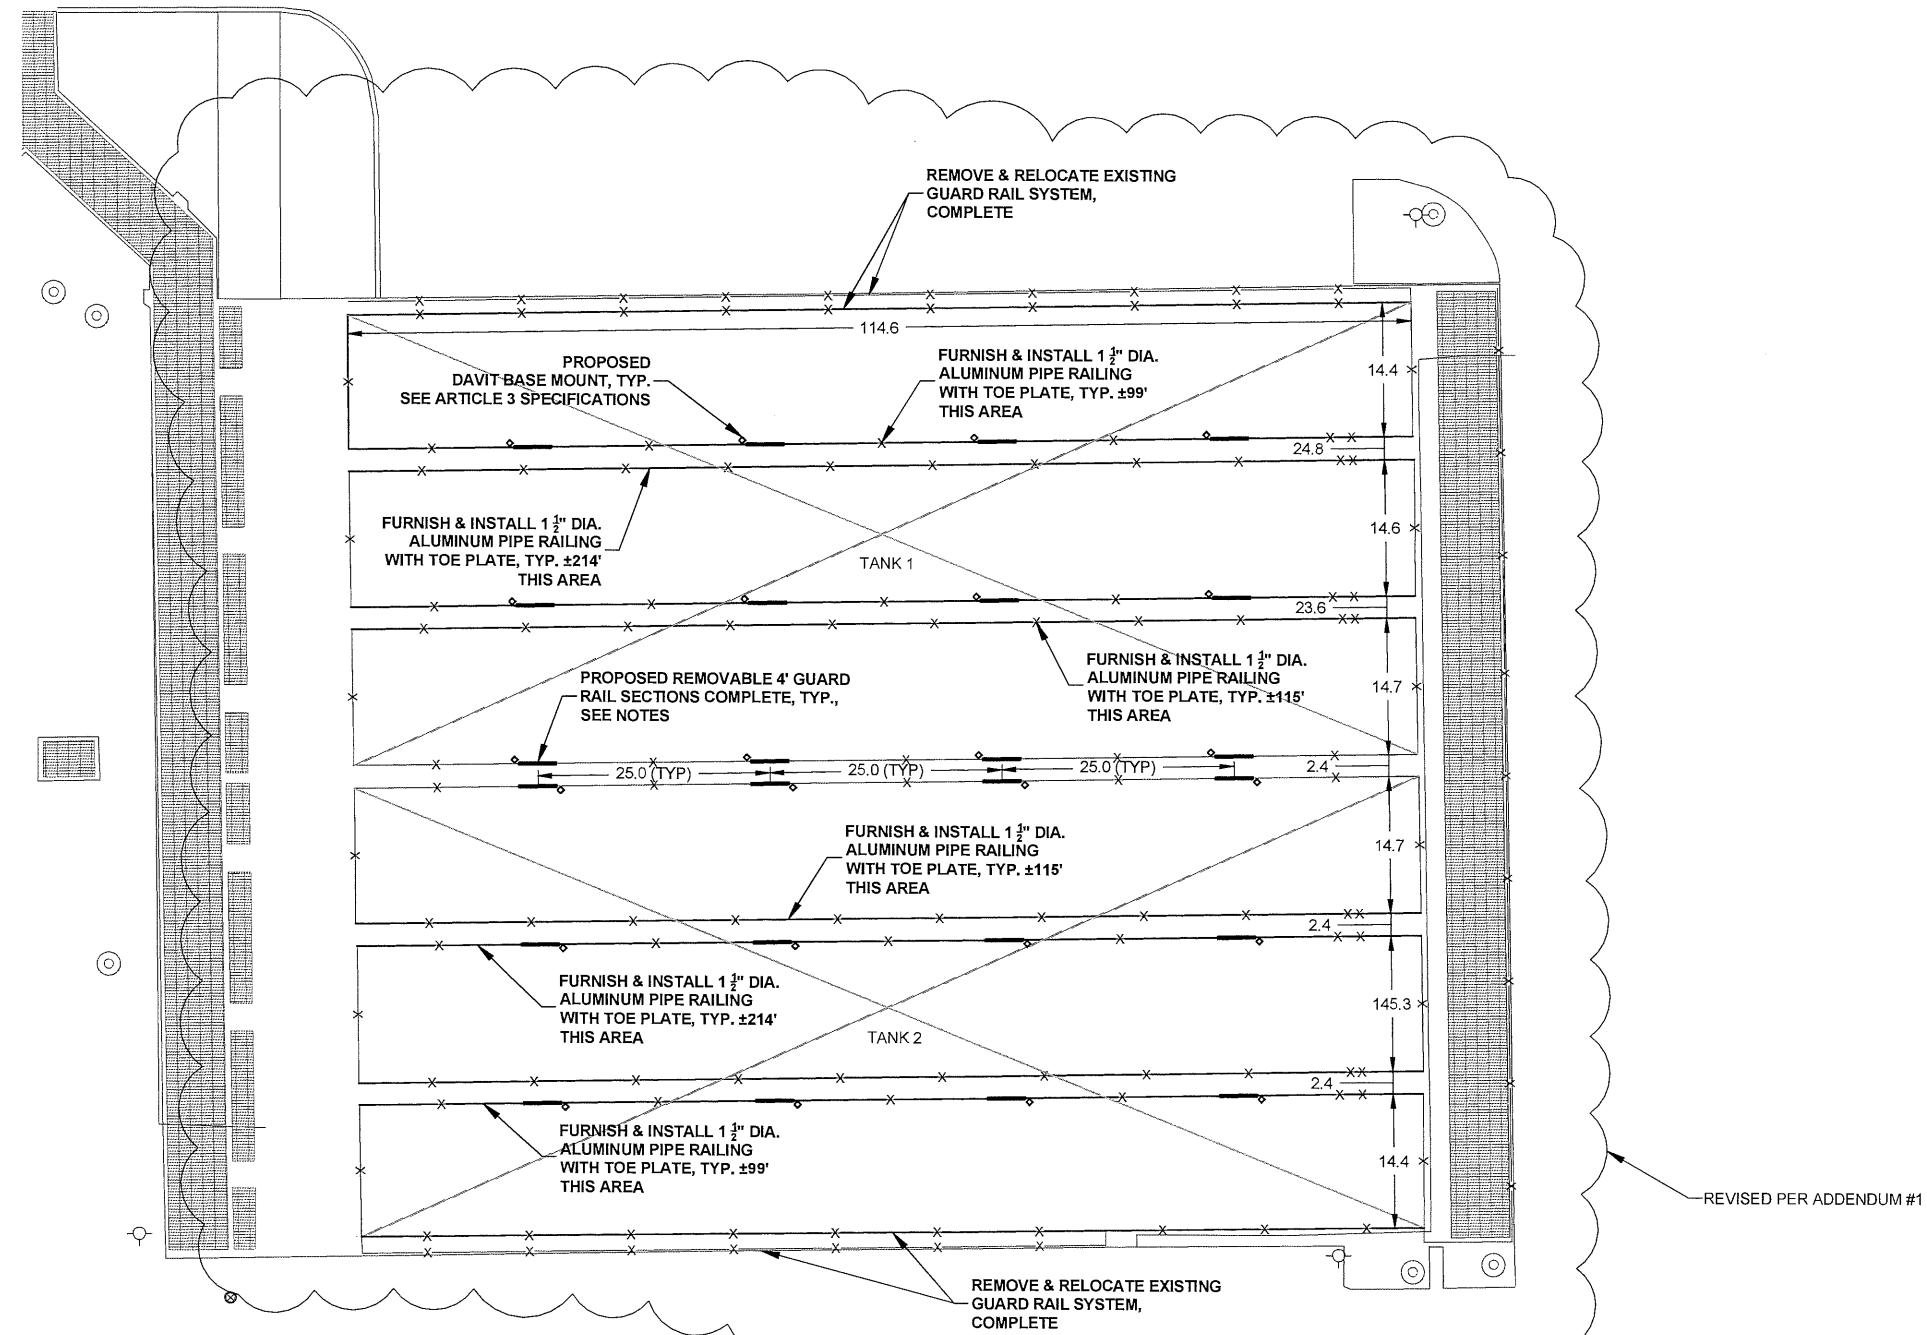 REMOVE & RELOCATE EXISTING
GUARD RAIL SYSTEM,
COMPLETE
114.6
PROPOSED
DAVIT BASE MOUNT, TYP.
SEE ARTICLE 3 SPECIFICATIONS
FURNISH & INSTALL 1 1/2" DIA.
ALUMINUM PIPE RAILING
WITH TOE PLATE, TYP. ±99'
THIS AREA
14.4
24.8
FURNISH & INSTALL 1 1/2" DIA.
ALUMINUM PIPE RAILING
WITH TOE PLATE, TYP. ±214'
THIS AREA
TANK 1
14.6
23.6
PROPOSED REMOVABLE 4' GUARD
RAIL SECTIONS COMPLETE, TYP.,
SEE NOTES
FURNISH & INSTALL 1 1/2" DIA.
ALUMINUM PIPE RAILING
WITH TOE PLATE, TYP. ±115'
THIS AREA
14.7
25.0 (TYP)
25.0 (TYP)
25.0 (TYP)
2.4
FURNISH & INSTALL 1 1/2" DIA.
ALUMINUM PIPE RAILING
WITH TOE PLATE, TYP. ±115'
THIS AREA
14.7
2.4
FURNISH & INSTALL 1 1/2" DIA.
ALUMINUM PIPE RAILING
WITH TOE PLATE, TYP. ±214'
THIS AREA
145.3
TANK 2
2.4
FURNISH & INSTALL 1 1/2" DIA.
ALUMINUM PIPE RAILING
WITH TOE PLATE, TYP. ±99'
THIS AREA
14.4
REVISED PER ADDENDUM #1
REMOVE & RELOCATE EXISTING
GUARD RAIL SYSTEM,
COMPLETE